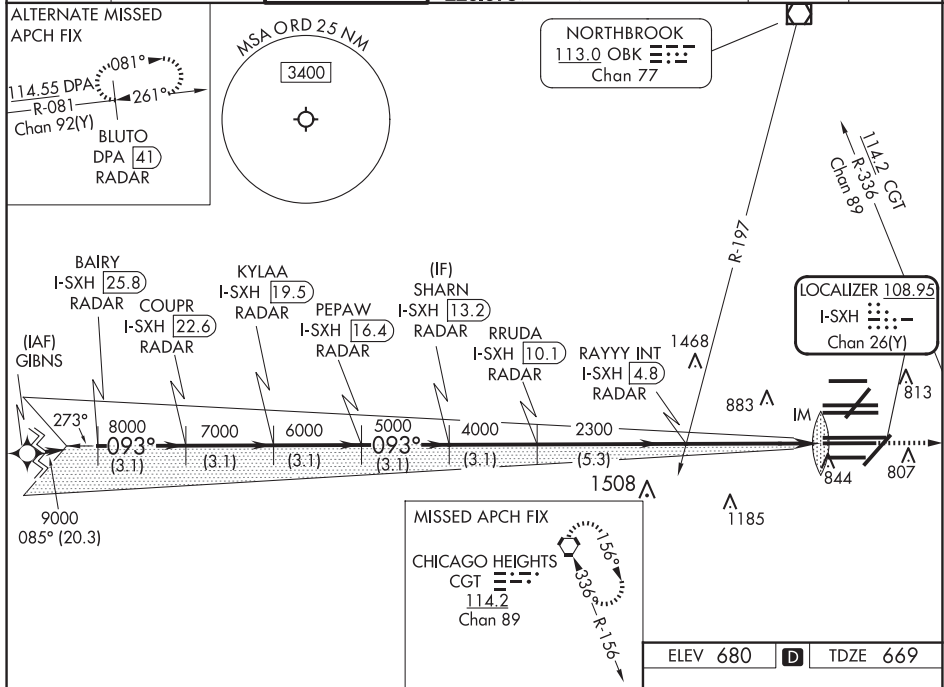 ALTERNATE MISSED
APCH FIX
081°
114.55 DPA
261°
R-081
Chan 92(Y)
BLUTO
DPA 41
RADAR
MSA ORD 25 NM
3400
NORTHBROOK
113.0 OBK
Chan 77
114.2 CGT
R-336
Chan 89
R-197
LOCALIZER 108.95
I-SXH
Chan 26(Y)
(IAF)
GIBNS
BAIRY
I-SXH 25.8
RADAR
COUPR
I-SXH 22.6
RADAR
KYLAA
I-SXH 19.5
RADAR
PEPAW
I-SXH 16.4
RADAR
(IF)
SHARN
I-SXH 13.2
RADAR
RRUDA
I-SXH 10.1
RADAR
RAYYY INT
I-SXH 4.8
RADAR
1468
883
IM
813
273°
8000
093°
(3.1)
7000
(3.1)
6000
(3.1)
5000
093°
(3.1)
4000
(3.1)
2300
(5.3)
844
807
9000
085° (20.3)
1508
1185
MISSED APCH FIX
CHICAGO HEIGHTS
CGT
114.2
Chan 89
156°
336°
R-156
ELEV 680 D TDZE 669